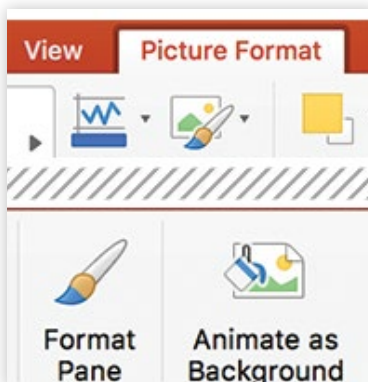 View Picture Format
Format Animate as
Pane Background